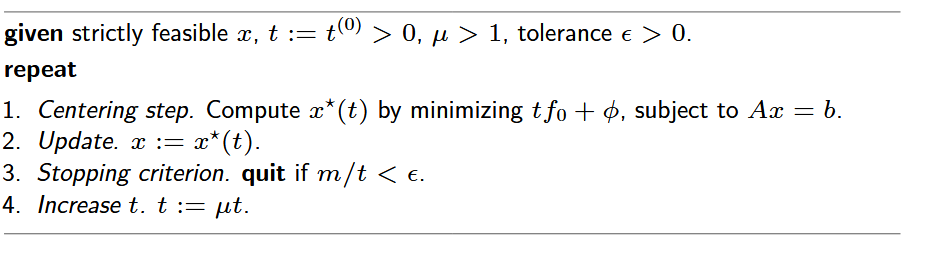 given strictly feasible x, t := t^(0) > 0, μ > 1, tolerance ϵ > 0.
repeat
1. Centering step. Compute x⋆(t) by minimizing tf₀ + ϕ, subject to Ax = b.
2. Update. x := x⋆(t).
3. Stopping criterion. quit if m/t < ϵ.
4. Increase t. t := μt.